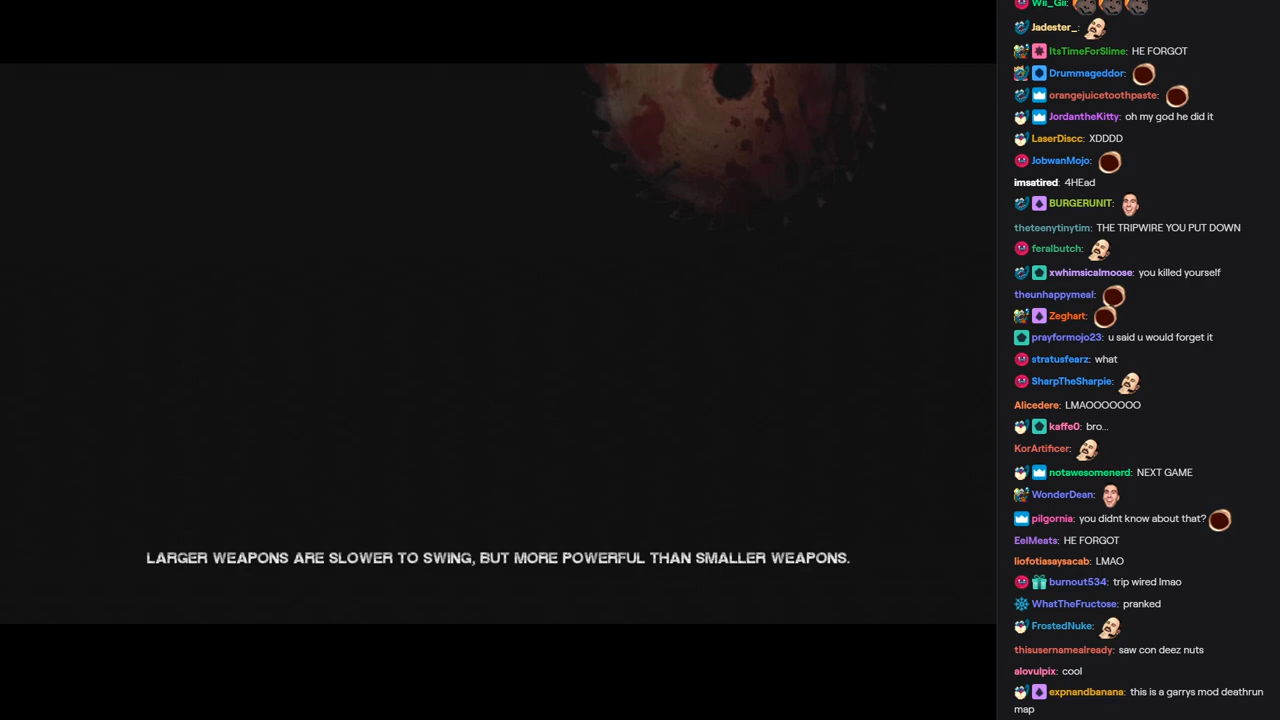 LARGER WEAPONS ARE SLOWER TO SWING, BUT MORE POWERFUL THAN SMALLER WEAPONS.
Wii_Gii:
Jadester_:
ItsTimeForSlime: HE FORGOT
Drummageddor:
orangejuicetoothpaste:
JordantheKitty: oh my god he did it
LaserDiscc: XDDDD
JobwanMojo:
imsatired: 4HEad
BURGERUNIT:
theteenytinytim: THE TRIPWIRE YOU PUT DOWN
feralbutch:
xwhimsicalmoose: you killed yourself
theunhappymeal:
Zeghart:
prayformojo23: u said u would forget it
stratusfearz: what
SharpTheSharpie:
Alicedere: LMAOOOOOOO
kaffe0: bro...
KorArtificer:
notawesomenerd: NEXT GAME
WonderDean:
pilgornia: you didnt know about that?
EelMeats: HE FORGOT
liofotiasaysacab: LMAO
burnout534: trip wired lmao
WhatTheFructose: pranked
FrostedNuke:
thisusernamealready: saw con deez nuts
alovulpix: cool
expnandbanana: this is a garrys mod deathrun
map